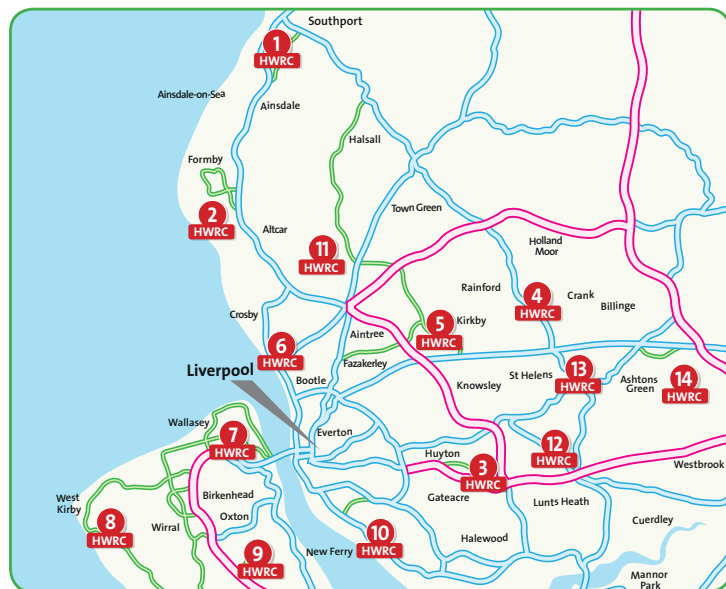 Southport
1
HWRC
Ainsdale-on-Sea
Ainsdale
Halsall
Formby
2
HWRC
Town Green
Altcar
11
HWRC
Holland
Moor
Rainford
4
HWRC
Crank
Billinge
Crosby
5
HWRC
Kirkby
Aintree
6
HWRC
Fazakerley
Liverpool
Bootle
Knowsley
St Helens
13
HWRC
Ashtons
Green
14
HWRC
Wallasey
7
HWRC
Everton
Huyton
3
HWRC
12
HWRC
Westbrook
West
Kirby
8
HWRC
Birkenhead
Oxton
Wirral
Gateacre
Lunts Heath
Cuerdley
9
HWRC
New Ferry
10
HWRC
Halewood
Mannor
Park